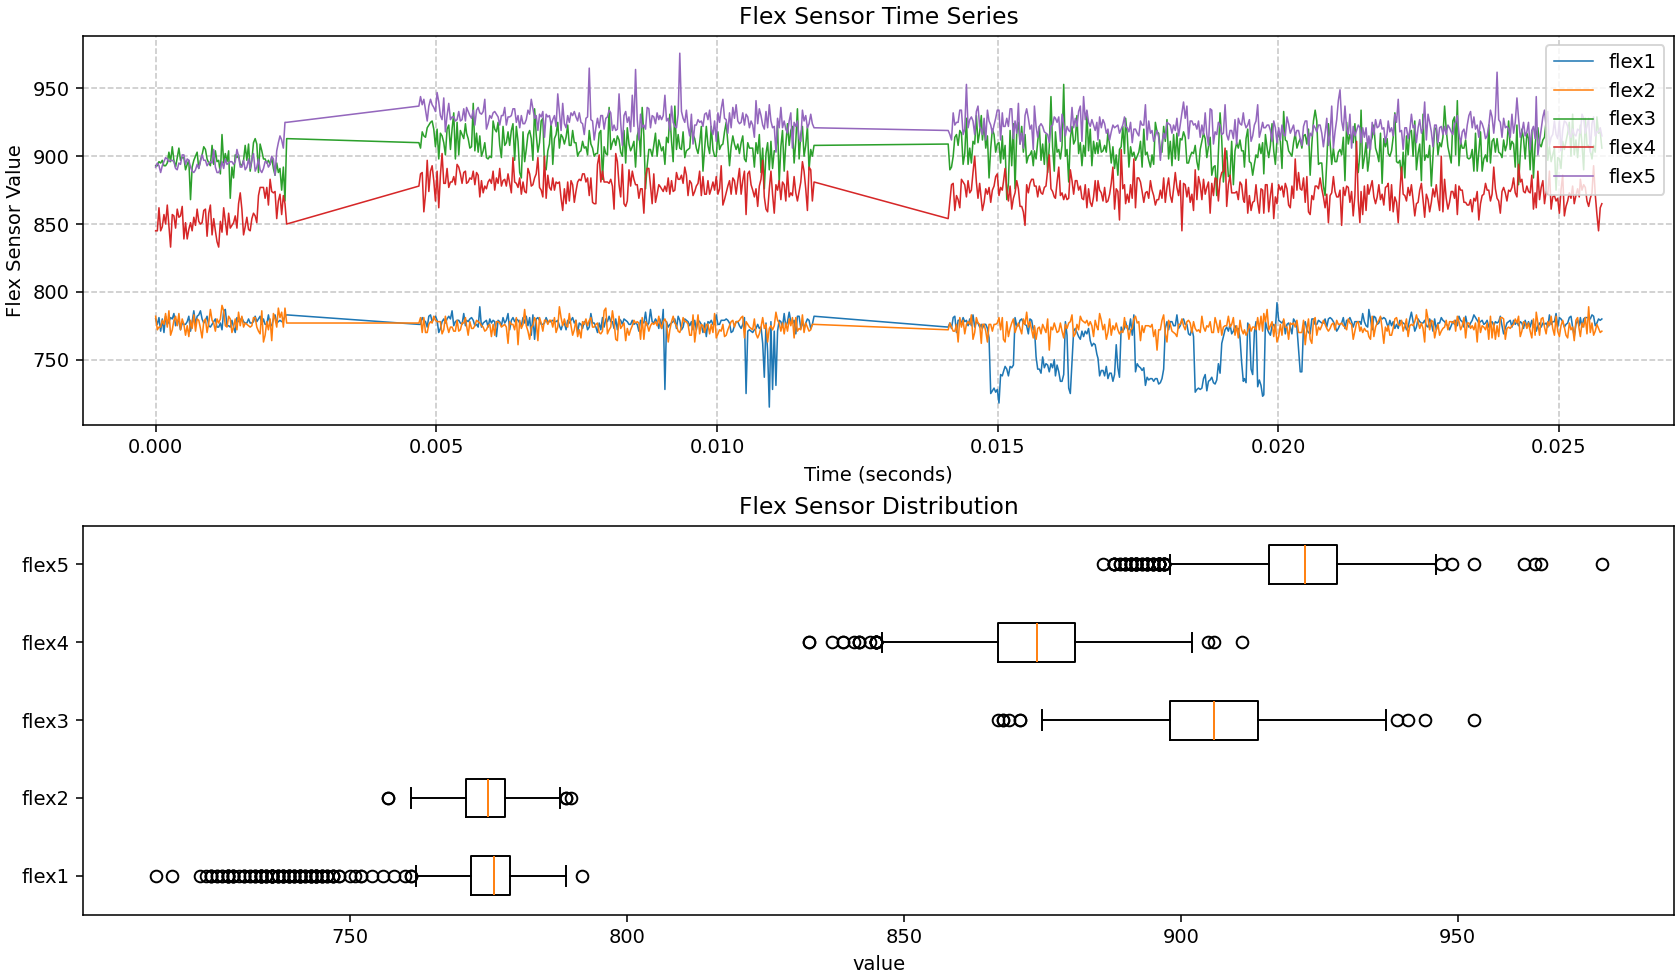 Flex Sensor Time Series
Flex Sensor Value
950
900
850
800
750
flex1
flex2
flex3
flex4
flex5
0.000
0.005
0.010
0.015
0.020
0.025
Time (seconds)
Flex Sensor Distribution
flex5
flex4
flex3
flex2
flex1
750
800
850
900
950
value